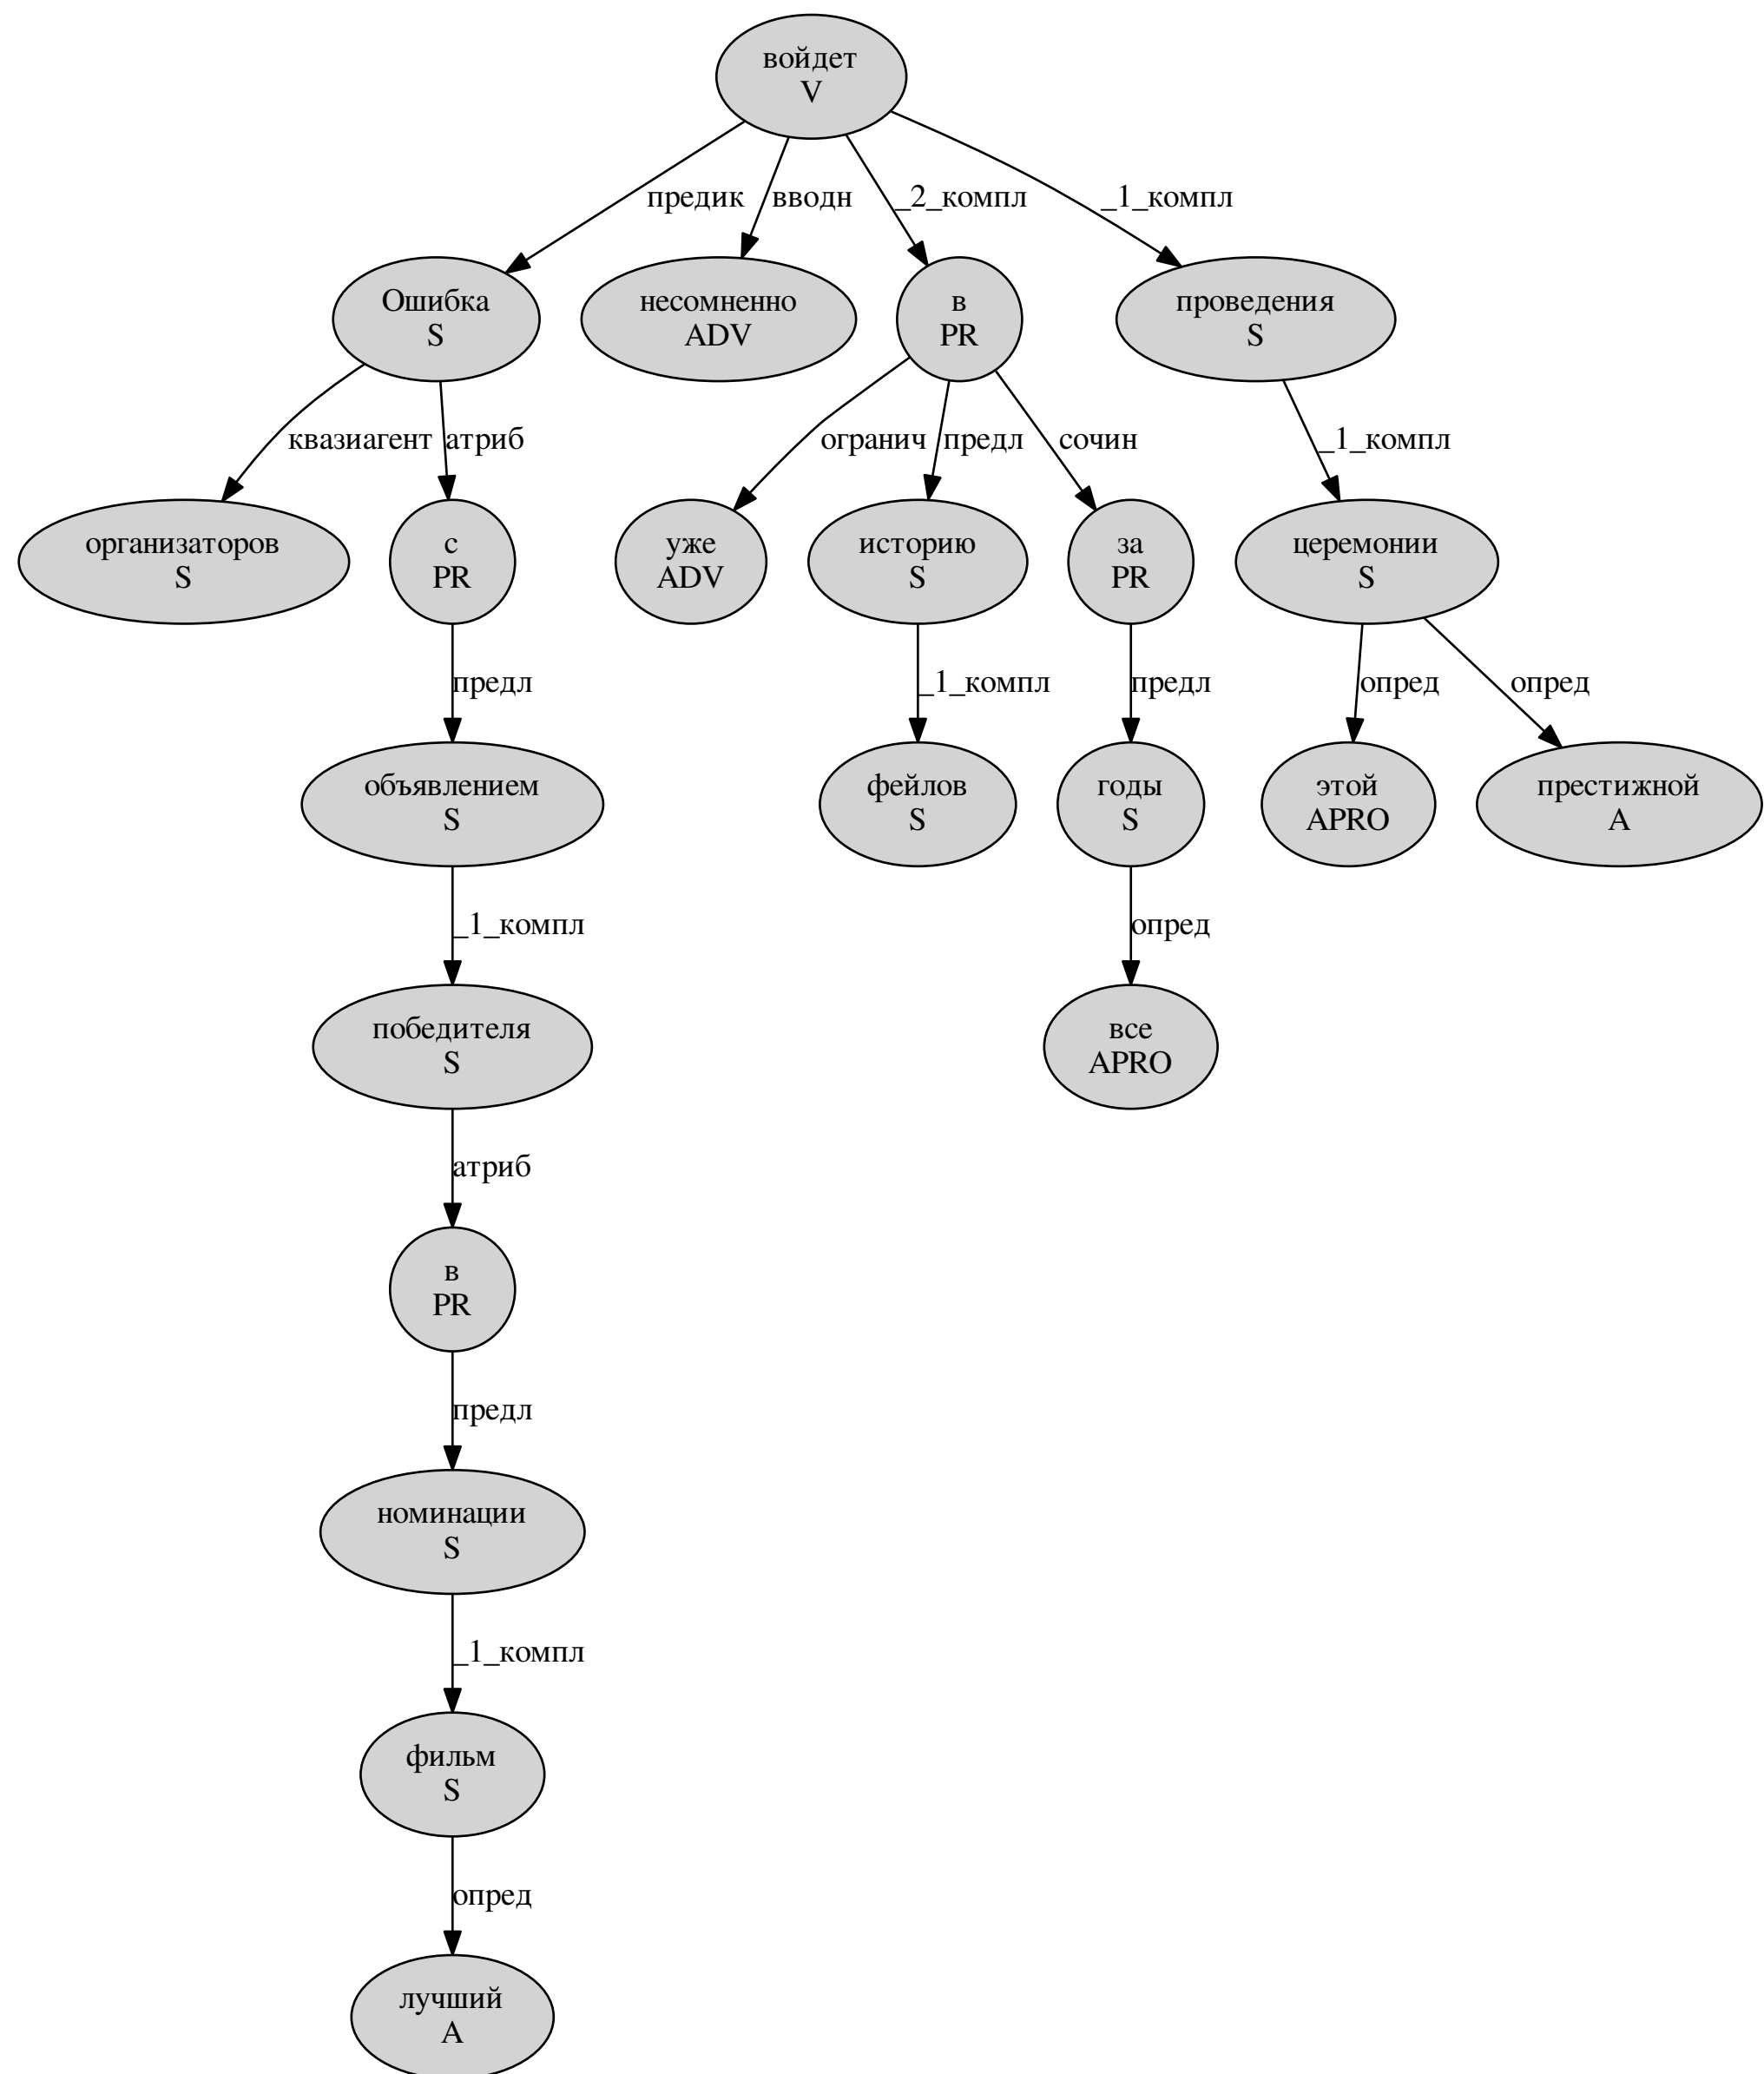 войдет
V
предик
вводн
_2_компл
_1_компл
Ошибка
S
несомненно
ADV
в
PR
проведения
S
квазиагент
атриб
огранич
предл
сочин
_1_компл
организаторов
S
с
PR
уже
ADV
историю
S
за
PR
церемонии
S
предл
_1_компл
предл
опред
опред
объявлением
S
фейлов
S
годы
S
этой
APRO
престижной
A
_1_компл
опред
победителя
S
все
APRO
атриб
в
PR
предл
номинации
S
_1_компл
фильм
S
опред
лучший
A